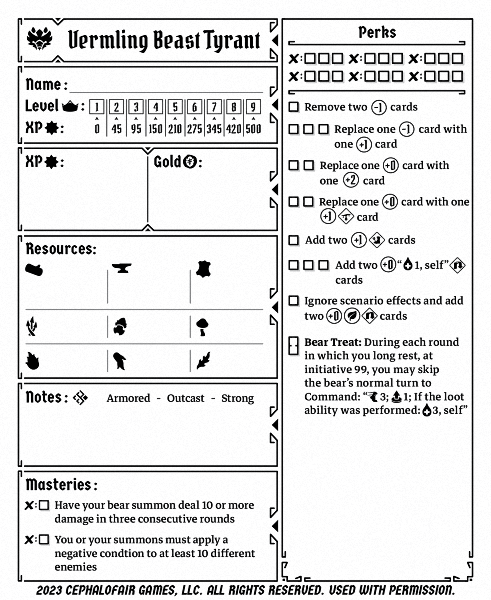 Vermling Beast Tyrant
Name:
Level : 1 2 3 4 5 6 7 8 9
XP : 0 45 95 150 210 275 345 420 500
XP : Gold :
Resources:
Notes: Armored - Outcast - Strong
Masteries:
Have your bear summon deal 10 or more
damage in three consecutive rounds
You or your summons must apply a
negative condtion to at least 10 different
enemies
Perks
Remove two -1 cards
Replace one -1 card with
one +1 card
Replace one +0 card with
one +2 card
Replace one +0 card with one
+1 card
Add two +1 cards
Add two +0 “ 1, self”
cards
Ignore scenario effects and add
two +0 cards
Bear Treat: During each round
in which you long rest, at
initiative 99, you may skip
the bear’s normal turn to
Command: “ 3; 1; If the loot
ability was performed: 3, self”
2023 CEPHALOFAIR GAMES, LLC. ALL RIGHTS RESERVED. USED WITH PERMISSION.